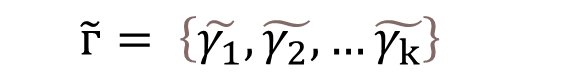 Γ̃ = {γ̃₁, γ̃₂, … γ̃ₖ}